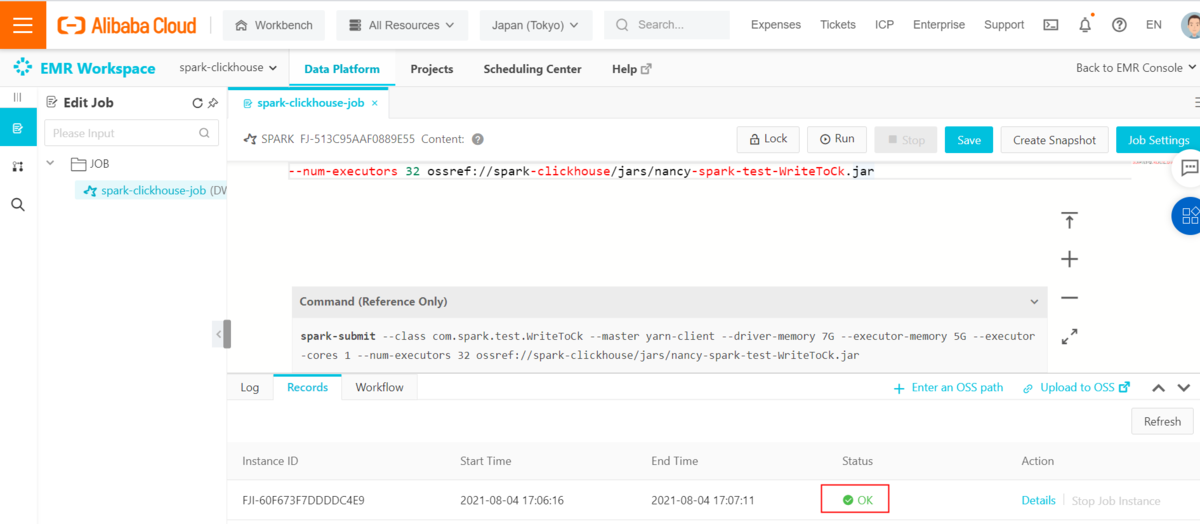 Alibaba Cloud
Workbench
All Resources
Japan (Tokyo)
Search...
Expenses
Tickets
ICP
Enterprise
Support
EN
EMR Workspace
spark-clickhouse
Data Platform
Projects
Scheduling Center
Help
Back to EMR Console
Edit Job
spark-clickhouse-job ×
Please Input
SPARK FJ-513C95AAF0889E55 Content:
Lock
Run
Stop
Save
Create Snapshot
Job Settings
JOB
spark-clickhouse-job (DW
--num-executors 32 ossref://spark-clickhouse/jars/nancy-spark-test-WriteToCk.jar
Command (Reference Only)
spark-submit --class com.spark.test.WriteToCk --master yarn-client --driver-memory 7G --executor-memory 5G --executor
-cores 1 --num-executors 32 ossref://spark-clickhouse/jars/nancy-spark-test-WriteToCk.jar
Log
Records
Workflow
Enter an OSS path
Upload to OSS
Refresh
Instance ID
Start Time
End Time
Status
Action
FJI-60F673F7DDDDC4E9
2021-08-04 17:06:16
2021-08-04 17:07:11
OK
Details
Stop Job Instance